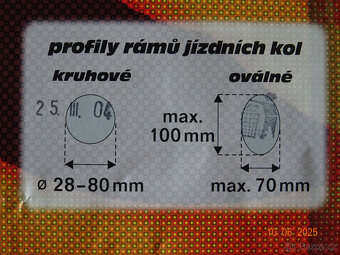 profily rámů jízdních kol
kruhové oválné
25. III. 04
max.
100 mm
ø 28-80 mm max. 70 mm
10 06 2025